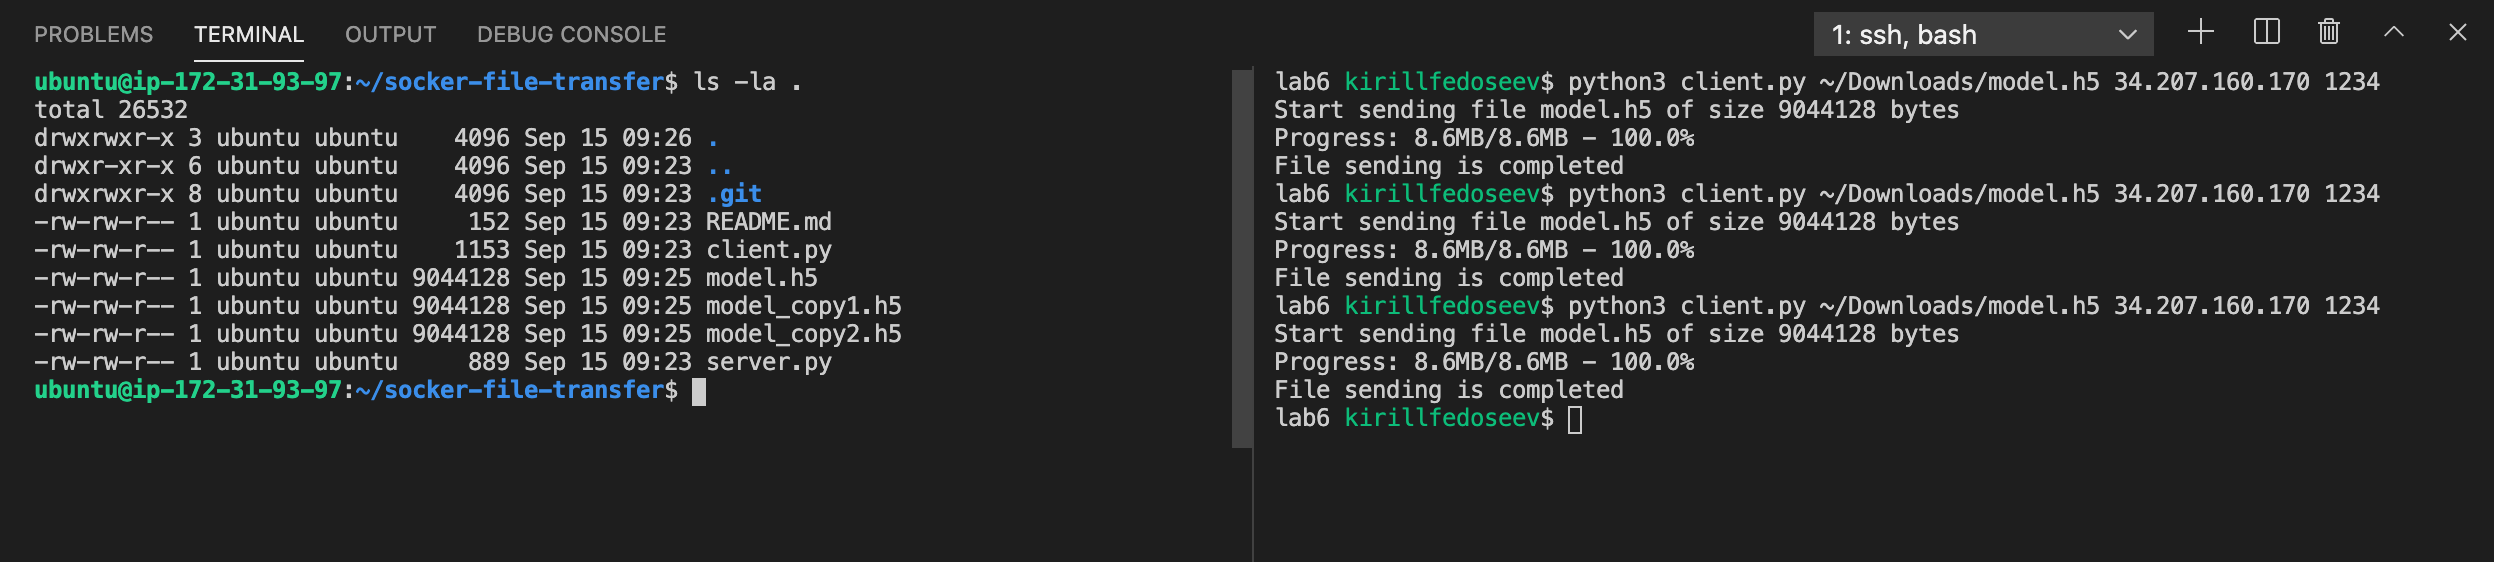 PROBLEMS TERMINAL OUTPUT DEBUG CONSOLE 1: ssh, bash
ubuntu@ip-172-31-93-97:~/socker-file-transfer$ ls -la .
total 26532
drwxrwxr-x 3 ubuntu ubuntu    4096 Sep 15 09:26 .
drwxr-xr-x 6 ubuntu ubuntu    4096 Sep 15 09:23 ..
drwxrwxr-x 8 ubuntu ubuntu    4096 Sep 15 09:23 .git
-rw-rw-r-- 1 ubuntu ubuntu     152 Sep 15 09:23 README.md
-rw-rw-r-- 1 ubuntu ubuntu    1153 Sep 15 09:23 client.py
-rw-rw-r-- 1 ubuntu ubuntu 9044128 Sep 15 09:25 model.h5
-rw-rw-r-- 1 ubuntu ubuntu 9044128 Sep 15 09:25 model_copy1.h5
-rw-rw-r-- 1 ubuntu ubuntu 9044128 Sep 15 09:25 model_copy2.h5
-rw-rw-r-- 1 ubuntu ubuntu     889 Sep 15 09:23 server.py
ubuntu@ip-172-31-93-97:~/socker-file-transfer$
lab6 kirillfedoseev$ python3 client.py ~/Downloads/model.h5 34.207.160.170 1234
Start sending file model.h5 of size 9044128 bytes
Progress: 8.6MB/8.6MB - 100.0%
File sending is completed
lab6 kirillfedoseev$ python3 client.py ~/Downloads/model.h5 34.207.160.170 1234
Start sending file model.h5 of size 9044128 bytes
Progress: 8.6MB/8.6MB - 100.0%
File sending is completed
lab6 kirillfedoseev$ python3 client.py ~/Downloads/model.h5 34.207.160.170 1234
Start sending file model.h5 of size 9044128 bytes
Progress: 8.6MB/8.6MB - 100.0%
File sending is completed
lab6 kirillfedoseev$